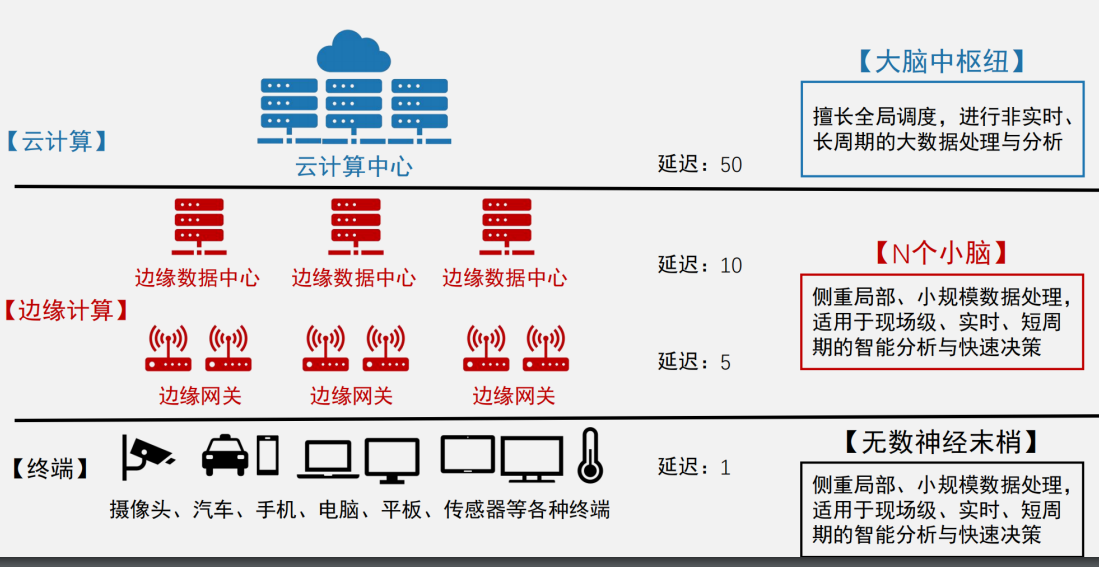 【大脑中枢纽】
擅长全局调度，进行非实时、
长周期的大数据处理与分析
【云计算】
云计算中心
延迟：50
边缘数据中心
边缘数据中心
边缘数据中心
延迟：10
【N个小脑】
侧重局部、小规模数据处理，
适用于现场级、实时、短周
期的智能分析与快速决策
【边缘计算】
边缘网关
边缘网关
边缘网关
延迟：5
【终端】
摄像头、汽车、手机、电脑、平板、传感器等各种终端
延迟：1
【无数神经末梢】
侧重局部、小规模数据处理，
适用于现场级、实时、短周
期的智能分析与快速决策